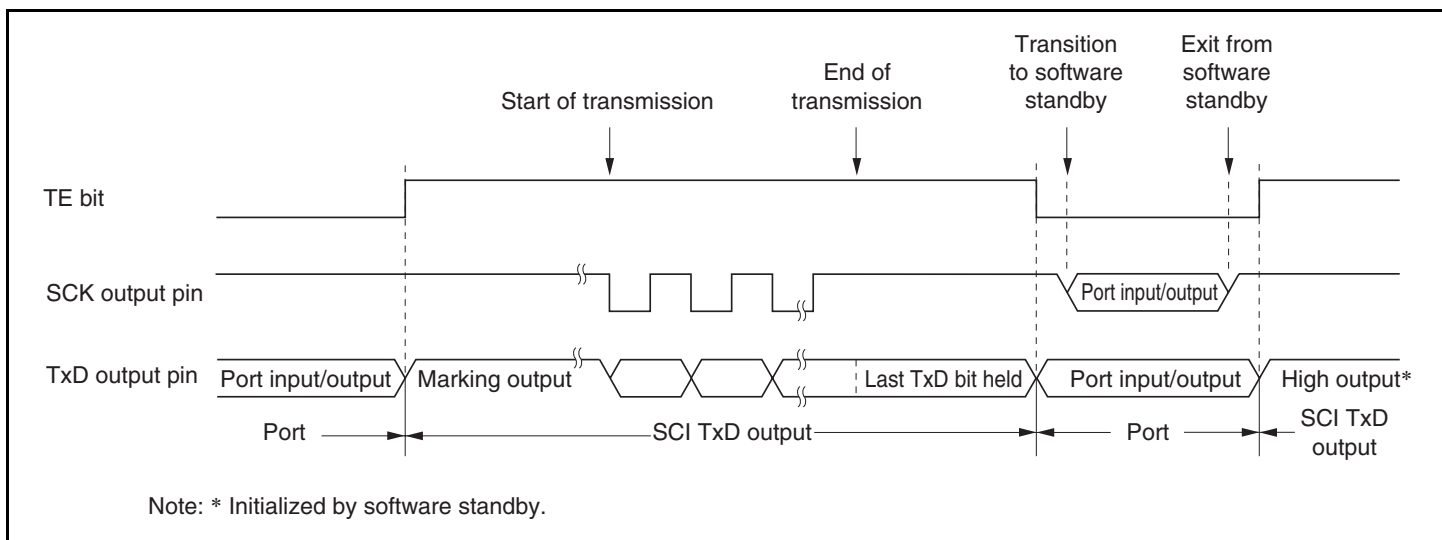 Start of transmission
End of
transmission
Transition
to software
standby
Exit from
software
standby
TE bit
SCK output pin
Port input/output
TxD output pin
Port input/output
Marking output
Last TxD bit held
Port input/output
High output*
Port
SCI TxD output
Port
SCI TxD
output
Note: * Initialized by software standby.